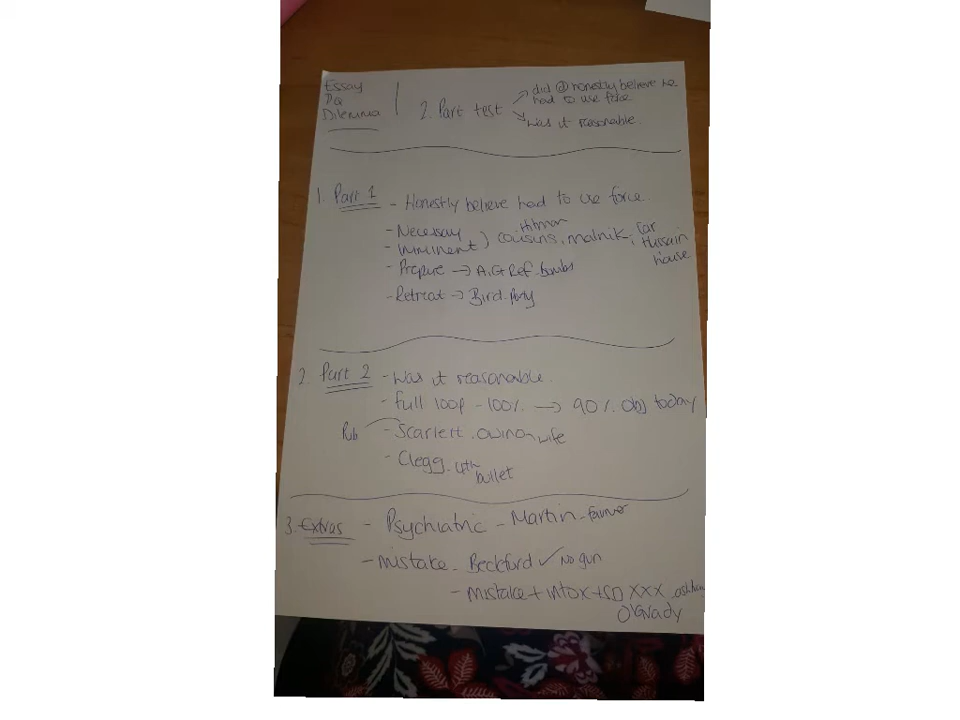 Essay
PQ
Dilemma
2. Part test
→ did Ⓓ honestly believe he
had to use force
→ was it reasonable.
1. Part 1
- Honestly believe had to use force.
- Necessary
- imminent ) cousins, Hitman, malnik, Car
Hussain
house
- Prepare → A.G Ref. bombs
- Retreat → Bird. Party
2. Part 2
- was it reasonable.
- full loop - 100% → 90% obj today
Pub
- Scarlett. Owino wife
- Clegg. 4th
bullet
3. Extras
- Psychiatric - Martin. farmer
- mistake - Beckford ✓ No gun
- mistake + intox + SD XXX
O'Grady